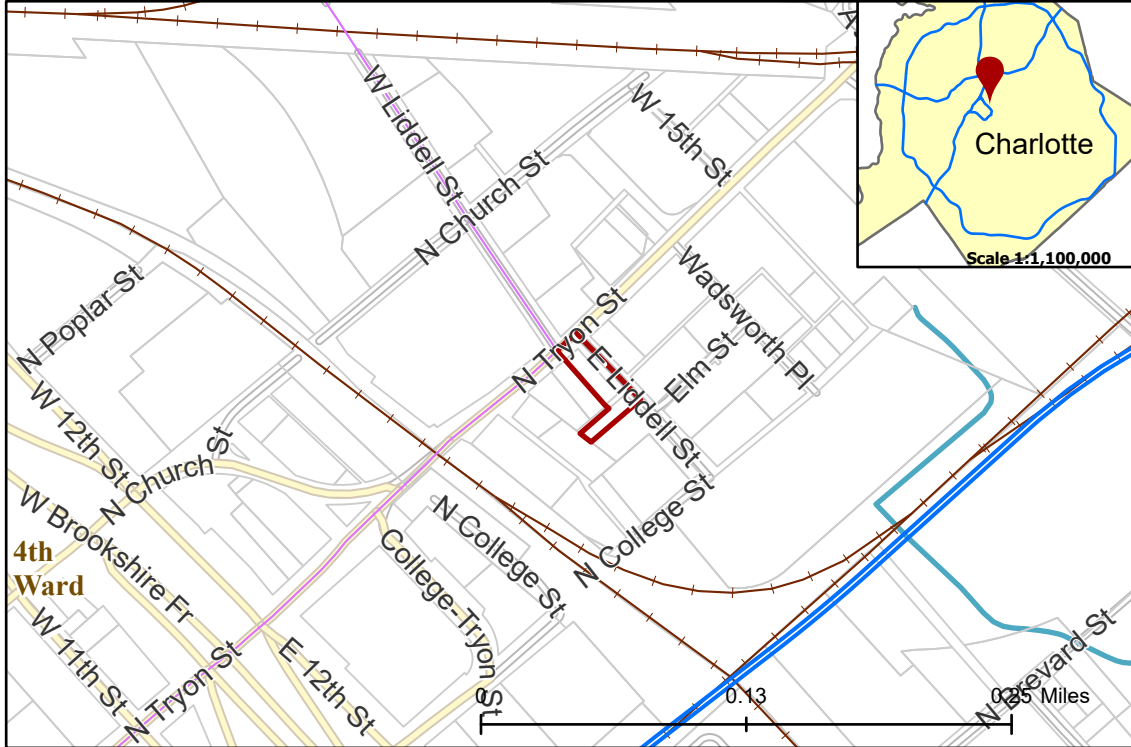 W Liddell St
N Church St
W 15th St
Charlotte
Scale 1:1,100,000
N Poplar St
N Tryon St
E Liddell St
Wadsworth Pl
Elm St
W 12th St
N Church St
W Brookshire Fr
N College St
N College St
College-Tryon St
4th
Ward
W 11th St
N Tryon St
E 12th St
N Brevard St
0
0.13
0.25 Miles